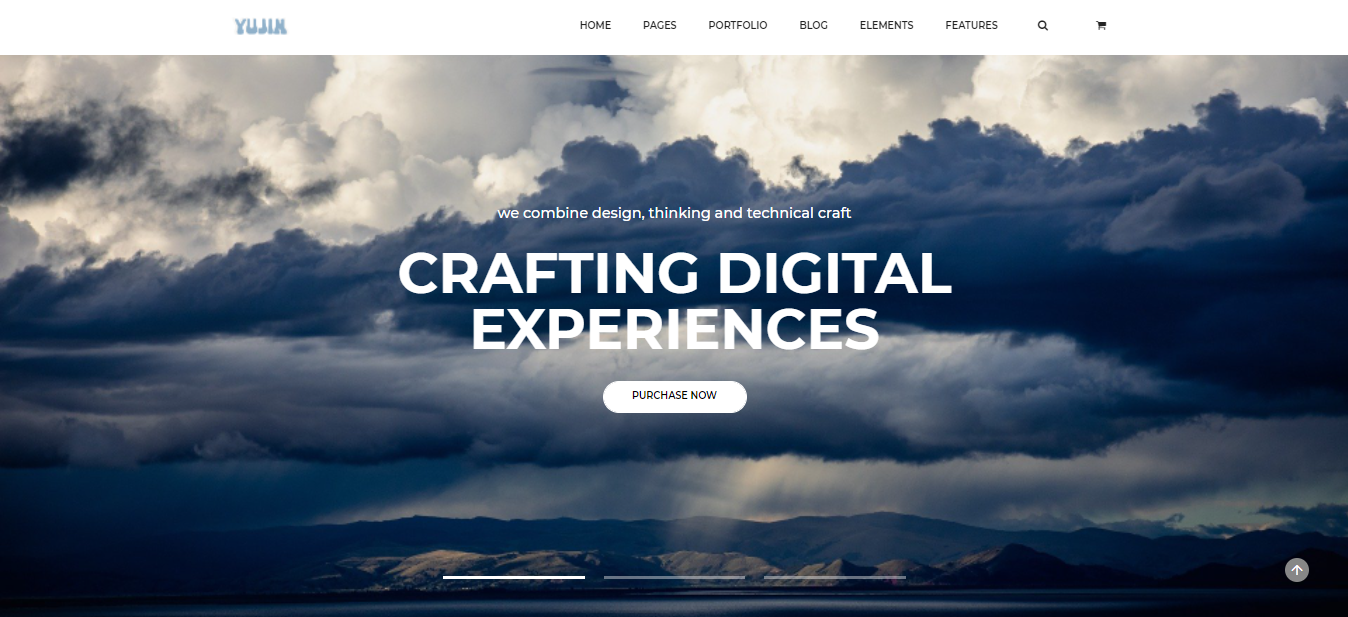 YUJIN
HOME PAGES PORTFOLIO BLOG ELEMENTS FEATURES
we combine design, thinking and technical craft
CRAFTING DIGITAL
EXPERIENCES
PURCHASE NOW